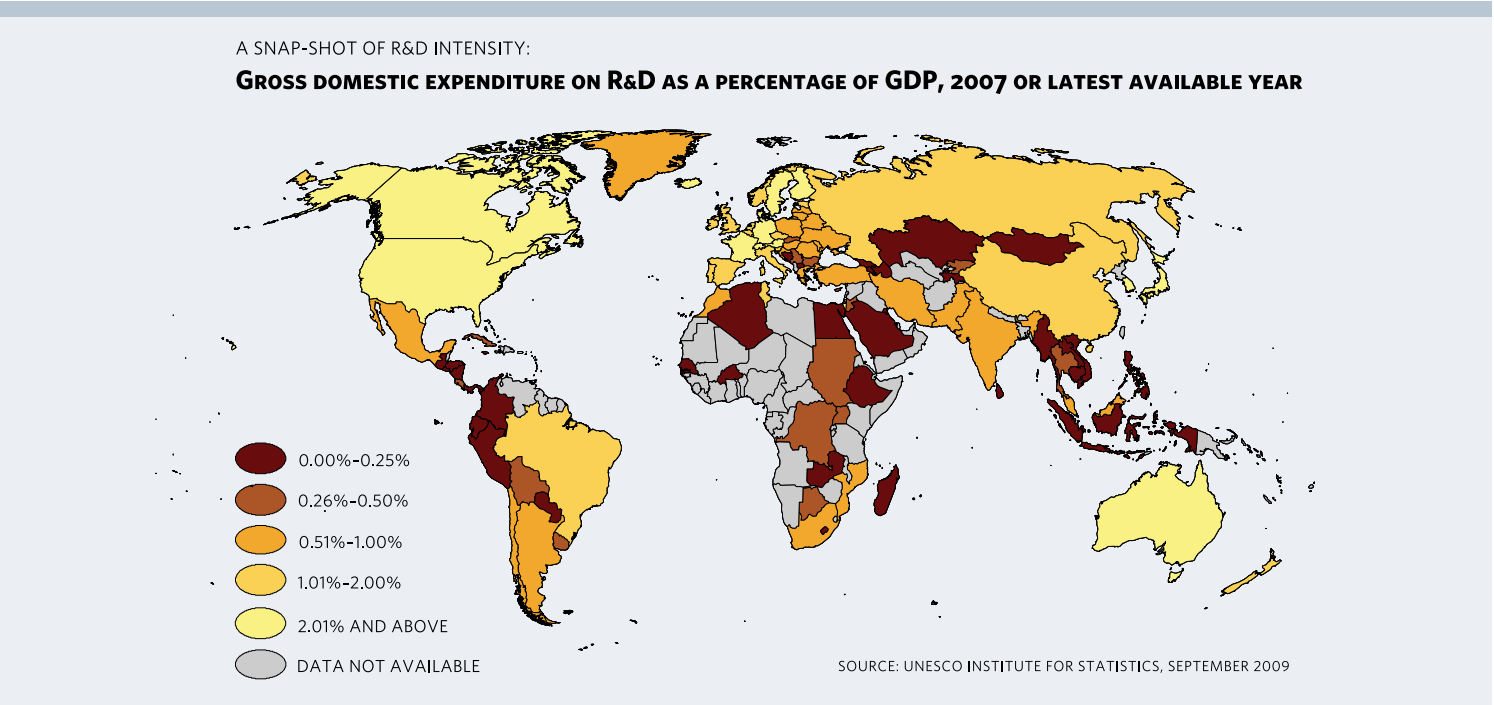 A SNAP-SHOT OF R&D INTENSITY:
GROSS DOMESTIC EXPENDITURE ON R&D AS A PERCENTAGE OF GDP, 2007 OR LATEST AVAILABLE YEAR
0.00%-0.25%
0.26%-0.50%
0.51%-1.00%
1.01%-2.00%
2.01% AND ABOVE
DATA NOT AVAILABLE
SOURCE: UNESCO INSTITUTE FOR STATISTICS, SEPTEMBER 2009